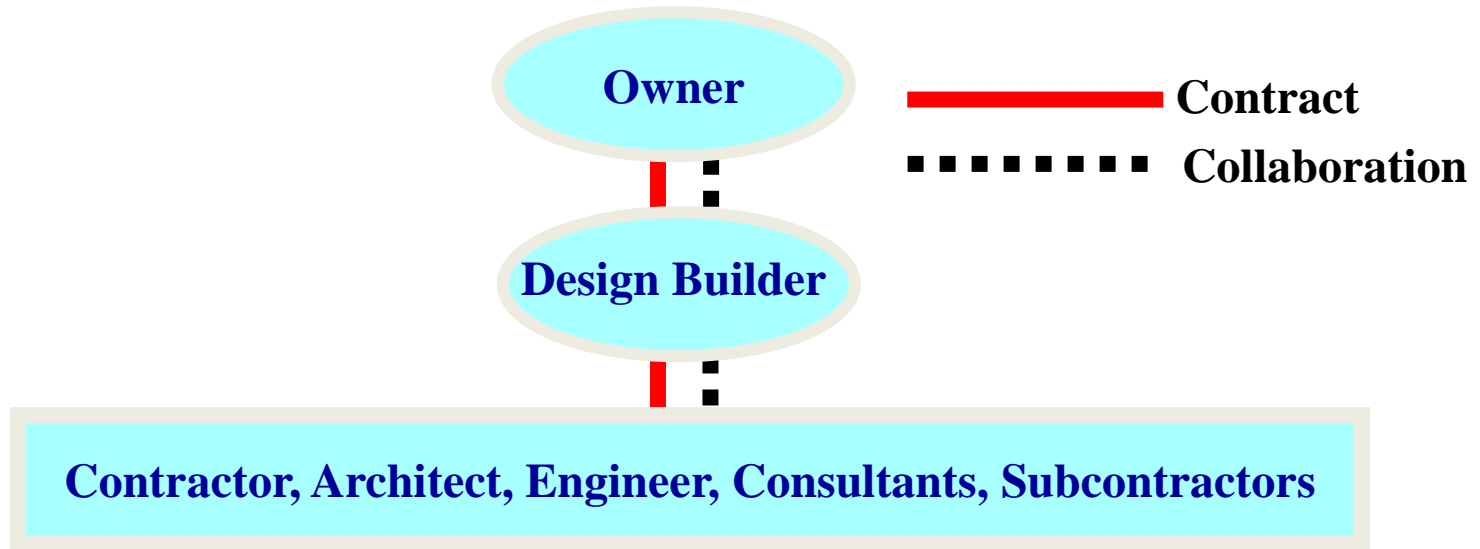 Owner
Contract
Collaboration
Design Builder
Contractor, Architect, Engineer, Consultants, Subcontractors